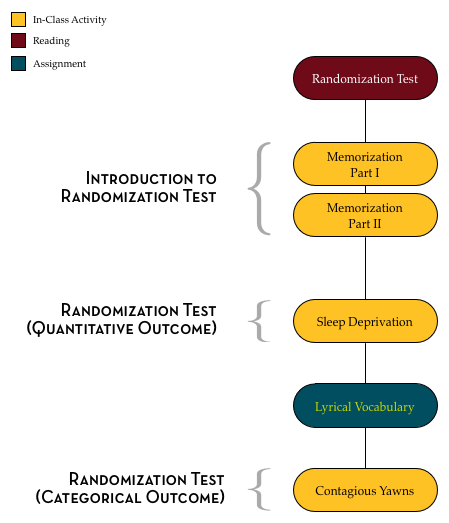 In-Class Activity
Reading
Assignment
Randomization Test
Introduction to
Randomization Test
Memorization
Part I
Memorization
Part II
Randomization Test
(Quantitative Outcome)
Sleep Deprivation
Lyrical Vocabulary
Randomization Test
(Categorical Outcome)
Contagious Yawns